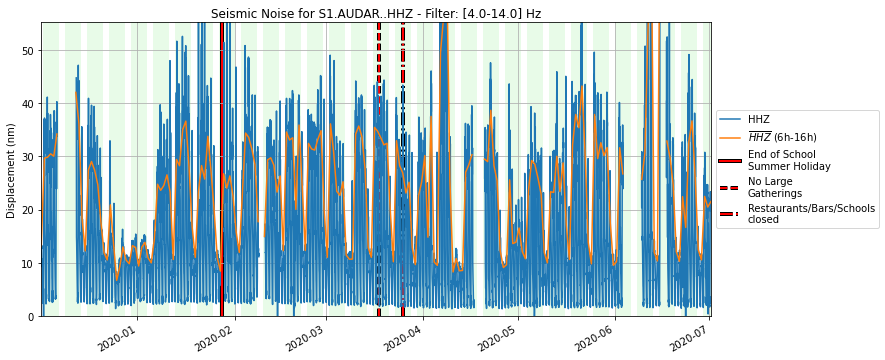 Seismic Noise for S1.AUDAR..HHZ - Filter: [4.0-14.0] Hz
Displacement (nm)
50
40
30
20
10
0
2020-01
2020-02
2020-03
2020-04
2020-05
2020-06
2020-07
HHZ
HHZ (6h-16h)
End of School
Summer Holiday
No Large
Gatherings
Restaurants/Bars/Schools
closed